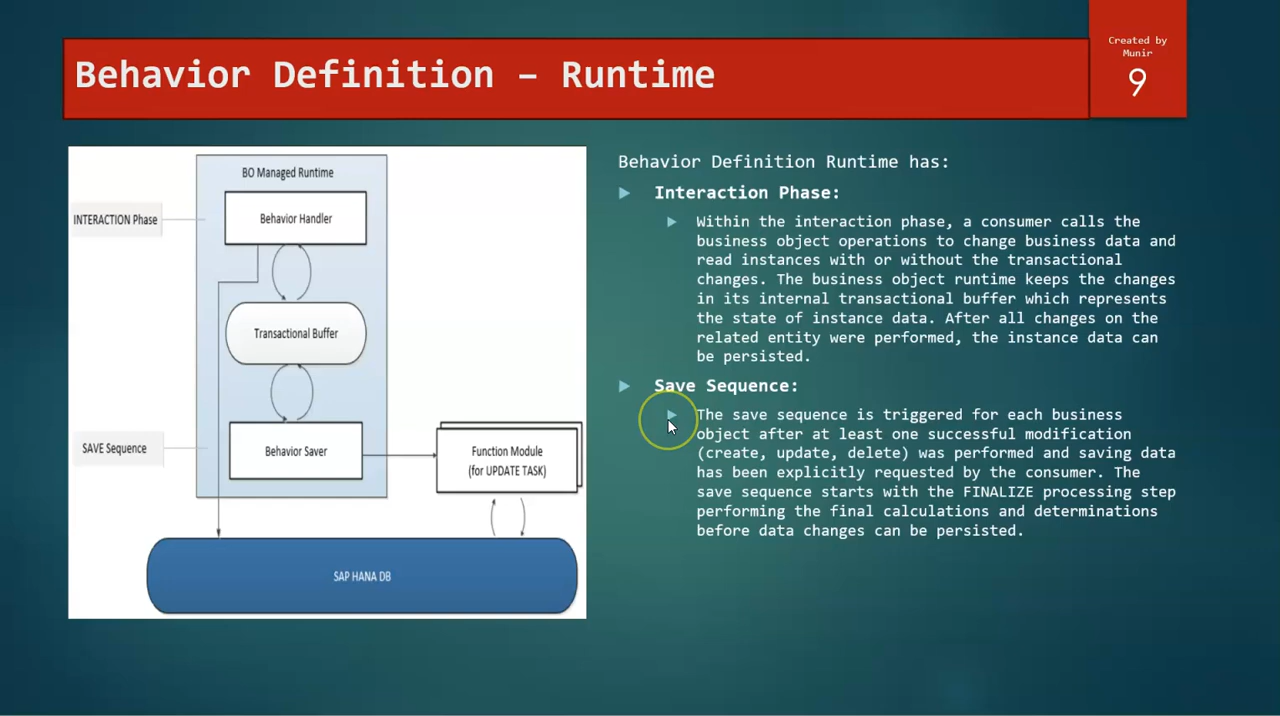 Created by
Munir
9
Behavior Definition – Runtime
BO Managed Runtime
INTERACTION Phase
Behavior Handler
Transactional Buffer
SAVE Sequence
Behavior Saver
Function Module
(for UPDATE TASK)
SAP HANA DB
Behavior Definition Runtime has:
Interaction Phase:
Within the interaction phase, a consumer calls the
business object operations to change business data and
read instances with or without the transactional
changes. The business object runtime keeps the changes
in its internal transactional buffer which represents
the state of instance data. After all changes on the
related entity were performed, the instance data can
be persisted.
Save Sequence:
The save sequence is triggered for each business
object after at least one successful modification
(create, update, delete) was performed and saving data
has been explicitly requested by the consumer. The
save sequence starts with the FINALIZE processing step
performing the final calculations and determinations
before data changes can be persisted.